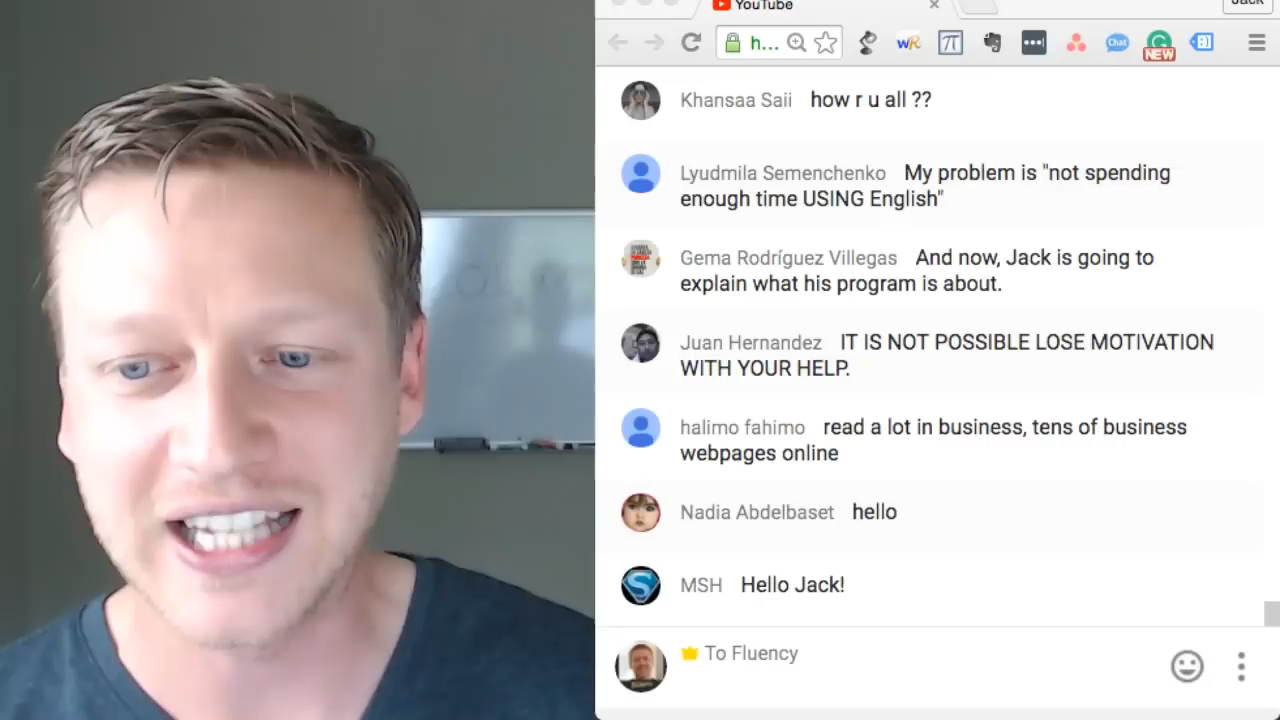 YouTube
Jack
h...
wR
π
Chat
NEW
Khansaa Saii how r u all ??
Lyudmila Semenchenko My problem is "not spending
enough time USING English"
Gema Rodríguez Villegas And now, Jack is going to
explain what his program is about.
Juan Hernandez IT IS NOT POSSIBLE LOSE MOTIVATION
WITH YOUR HELP.
halimo fahimo read a lot in business, tens of business
webpages online
Nadia Abdelbaset hello
MSH Hello Jack!
To Fluency